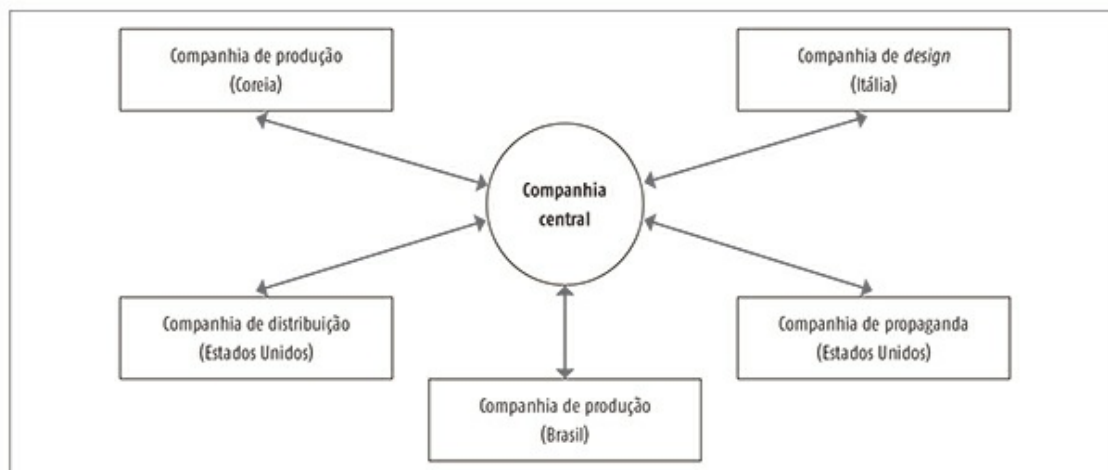 Companhia de produção
(Coreia)
Companhia de design
(Itália)
Companhia
central
Companhia de distribuição
(Estados Unidos)
Companhia de propaganda
(Estados Unidos)
Companhia de produção
(Brasil)